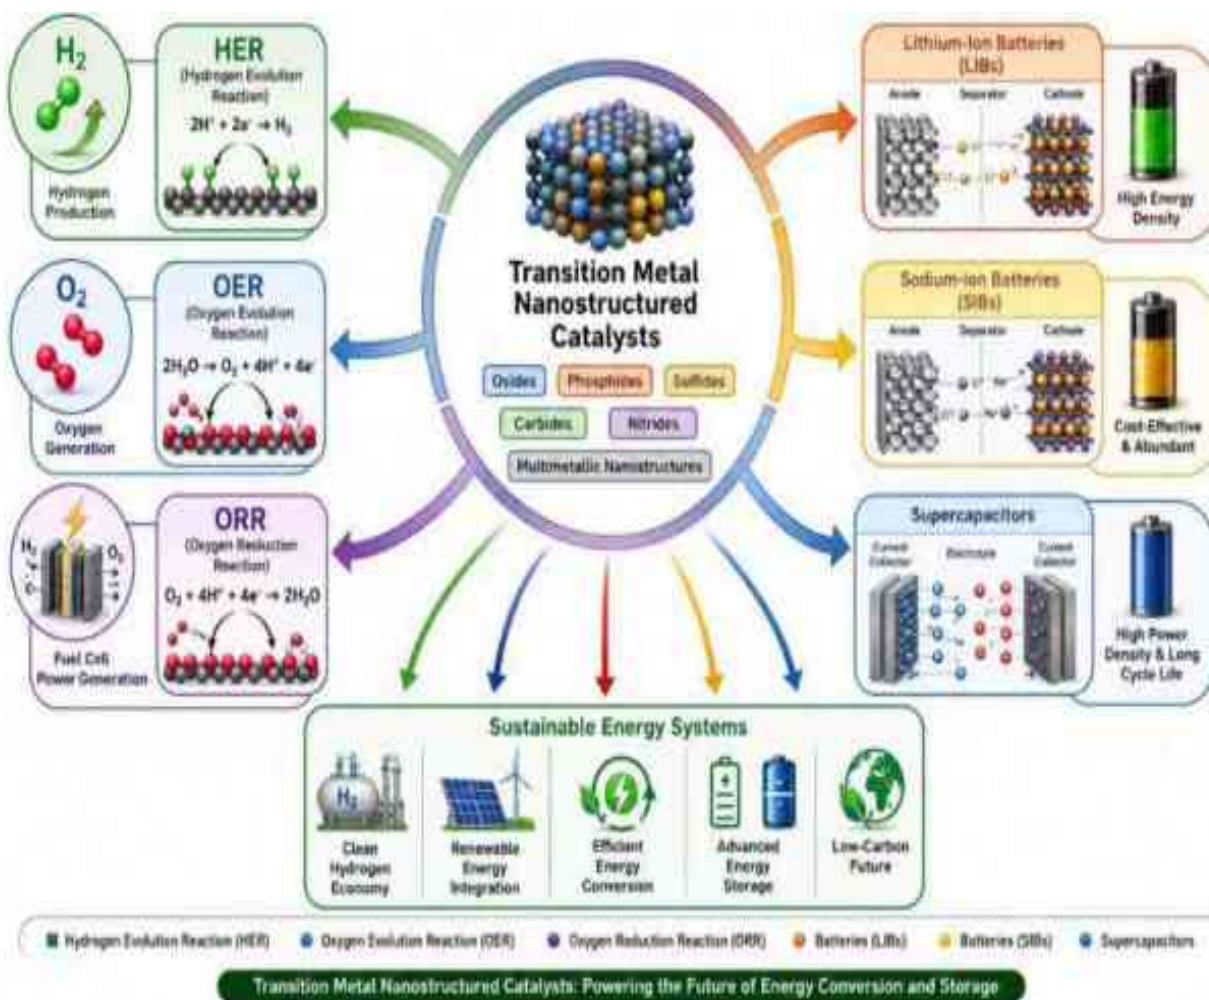 H₂
Hydrogen
Production
HER
(Hydrogen Evolution
Reaction)
2H⁺ + 2e⁻ → H₂
O₂
Oxygen
Generation
OER
(Oxygen Evolution
Reaction)
2H₂O → O₂ + 4H⁺ + 4e⁻
H₂
O₂
Fuel Cell
Power Generation
ORR
(Oxygen Reduction
Reaction)
O₂ + 4H⁺ + 4e⁻ → 2H₂O
Transition Metal
Nanostructured
Catalysts
Oxides
Phosphides
Sulfides
Carbides
Nitrides
Multimetallic Nanostructures
Lithium-Ion Batteries
(LIBs)
Anode
Separator
Cathode
High Energy
Density
Sodium-Ion Batteries
(SIBs)
Anode
Separator
Cathode
Cost-Effective
& Abundant
Supercapacitors
Current
Collector
Electrolyte
Current
Collector
High Power
Density & Long
Cycle Life
Sustainable Energy Systems
H₂
Clean
Hydrogen
Economy
Renewable
Energy
Integration
Efficient
Energy
Conversion
Advanced
Energy
Storage
Low-Carbon
Future
Hydrogen Evolution Reaction (HER)
Oxygen Evolution Reaction (OER)
Oxygen Reduction Reaction (ORR)
Batteries (LIBs)
Batteries (SIBs)
Supercapacitors
Transition Metal Nanostructured Catalysts: Powering the Future of Energy Conversion and Storage